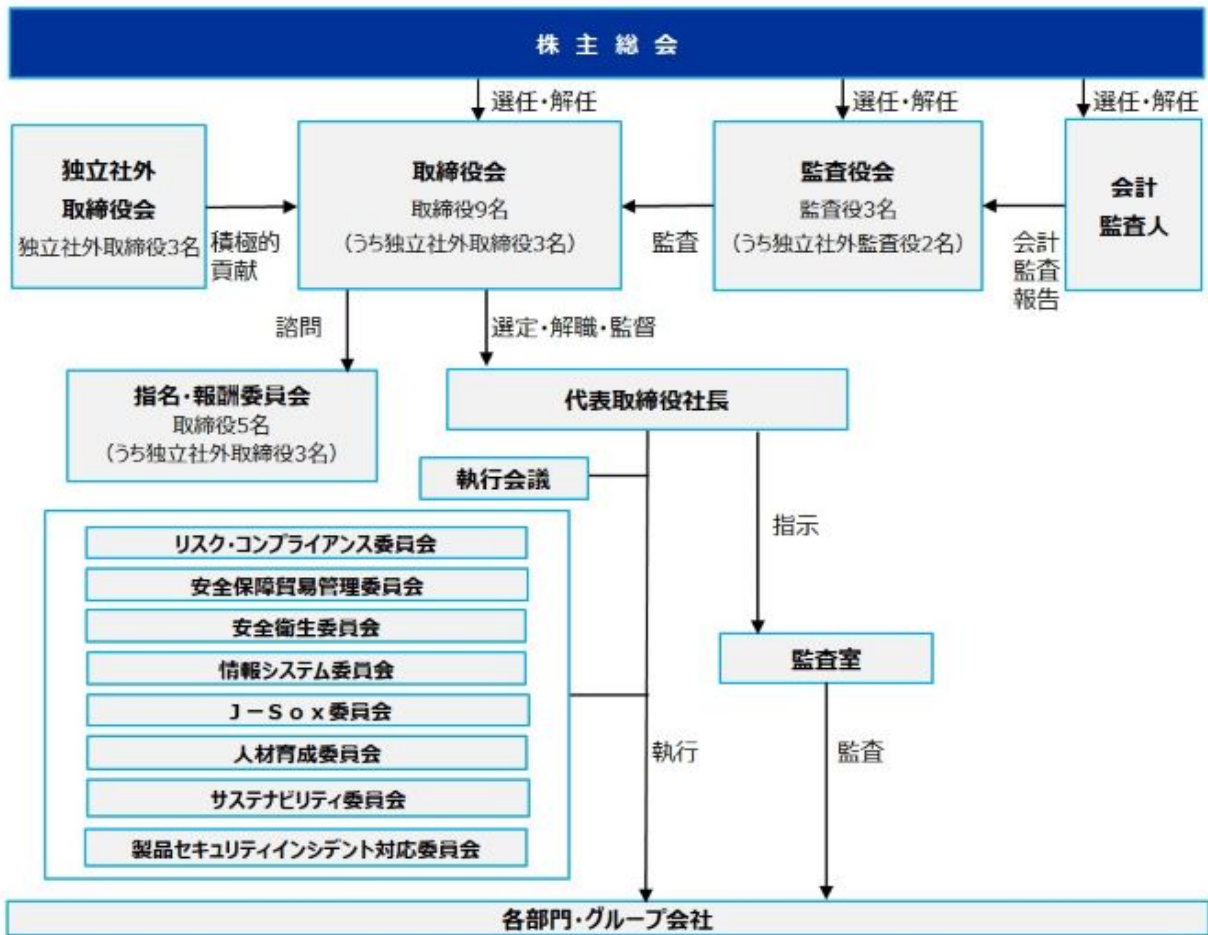 株主総会
選任・解任
選任・解任
選任・解任
独立社外
取締役会
独立社外取締役3名
積極的
貢献
取締役会
取締役9名
（うち独立社外取締役3名）
監査
監査役会
監査役3名
（うち独立社外監査役2名）
会計
監査
報告
会計
監査人
諮問
選定・解職・監督
指名・報酬委員会
取締役5名
（うち独立社外取締役3名）
代表取締役社長
執行会議
指示
リスク・コンプライアンス委員会
安全保障貿易管理委員会
安全衛生委員会
情報システム委員会
Ｊ－Ｓｏｘ委員会
人材育成委員会
サステナビリティ委員会
製品セキュリティインシデント対応委員会
監査室
執行
監査
各部門・グループ会社